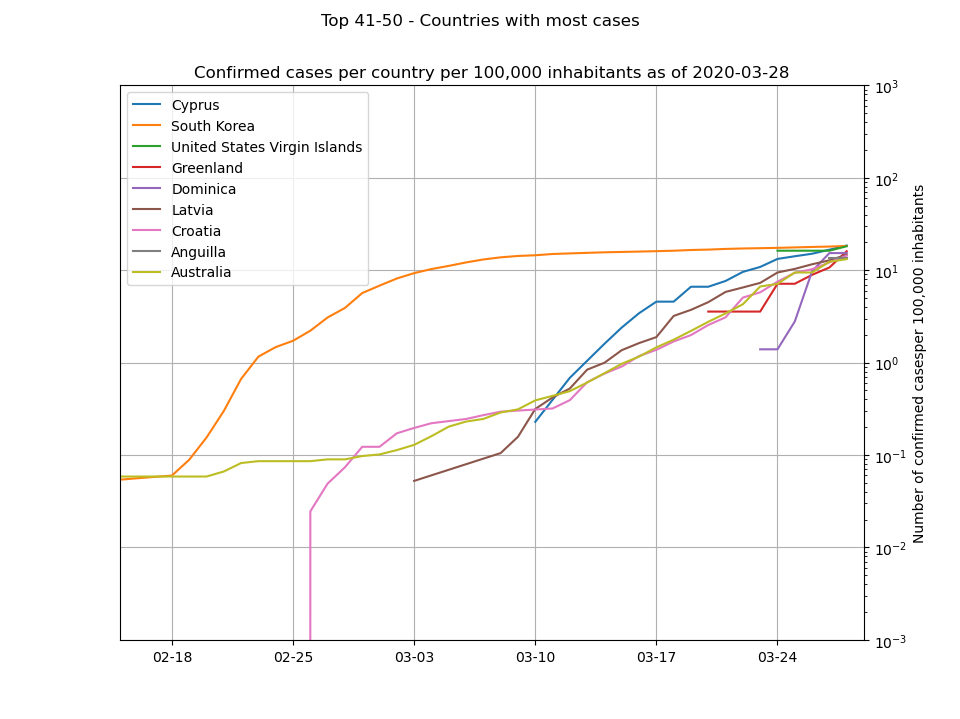 Top 41-50 - Countries with most cases
Confirmed cases per country per 100,000 inhabitants as of 2020-03-28
Cyprus
South Korea
United States Virgin Islands
Greenland
Dominica
Latvia
Croatia
Anguilla
Australia
10³
10²
10¹
10⁰
10⁻¹
10⁻²
10⁻³
Number of confirmed casesper 100,000 inhabitants
02-18 02-25 03-03 03-10 03-17 03-24